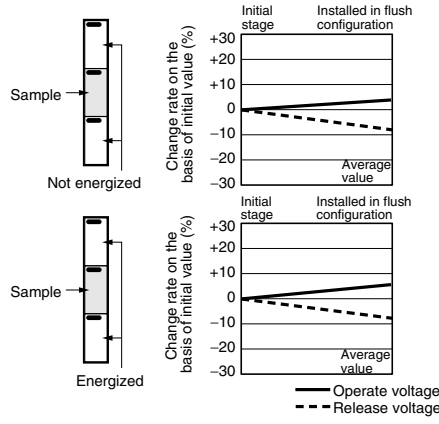 Sample
Not energized
Change rate on the
basis of initial value (%)
Initial
stage
Installed in flush
configuration
+30
+20
+10
0
−10
−20
−30
Average
value
Sample
Energized
Change rate on the
basis of initial value (%)
Initial
stage
Installed in flush
configuration
+30
+20
+10
0
−10
−20
−30
Average
value
Operate voltage
Release voltage